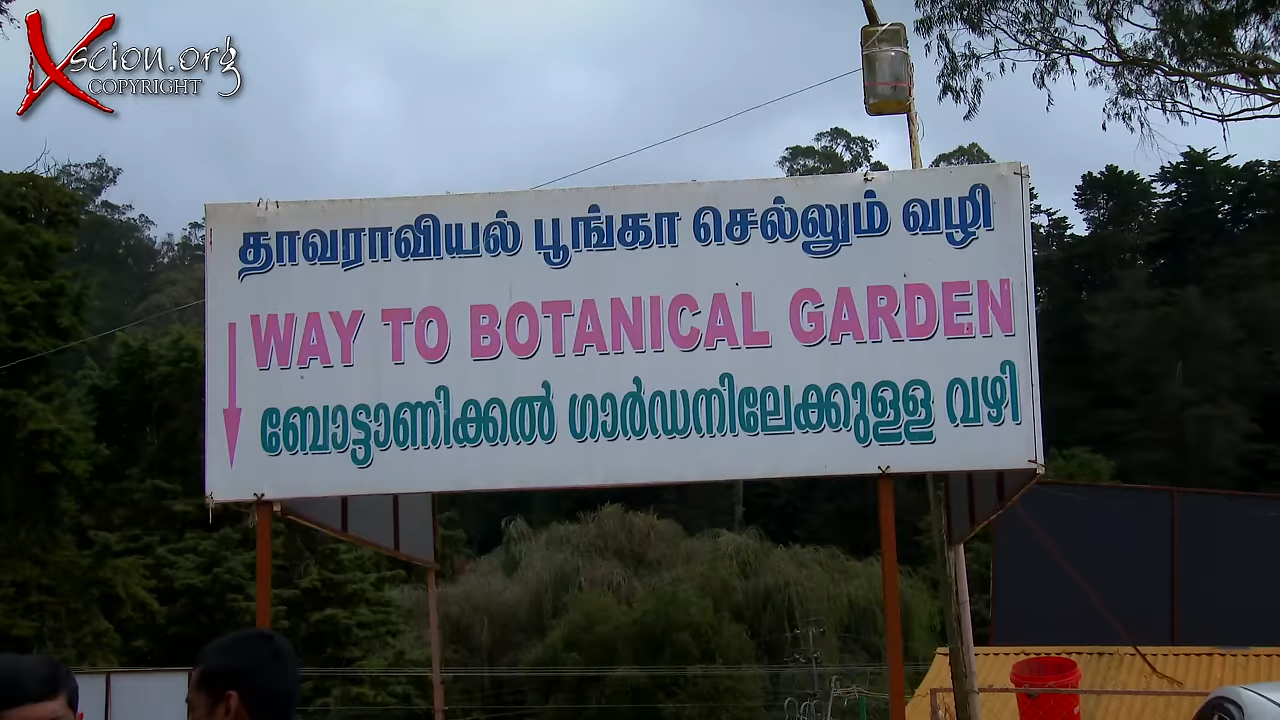 Xscion.org
COPYRIGHT
தாவராவியல் பூங்கா செல்லும் வழி
WAY TO BOTANICAL GARDEN
ബോട്ടാണിക്കൽ ഗാർഡനിലേക്കുള്ള വഴി